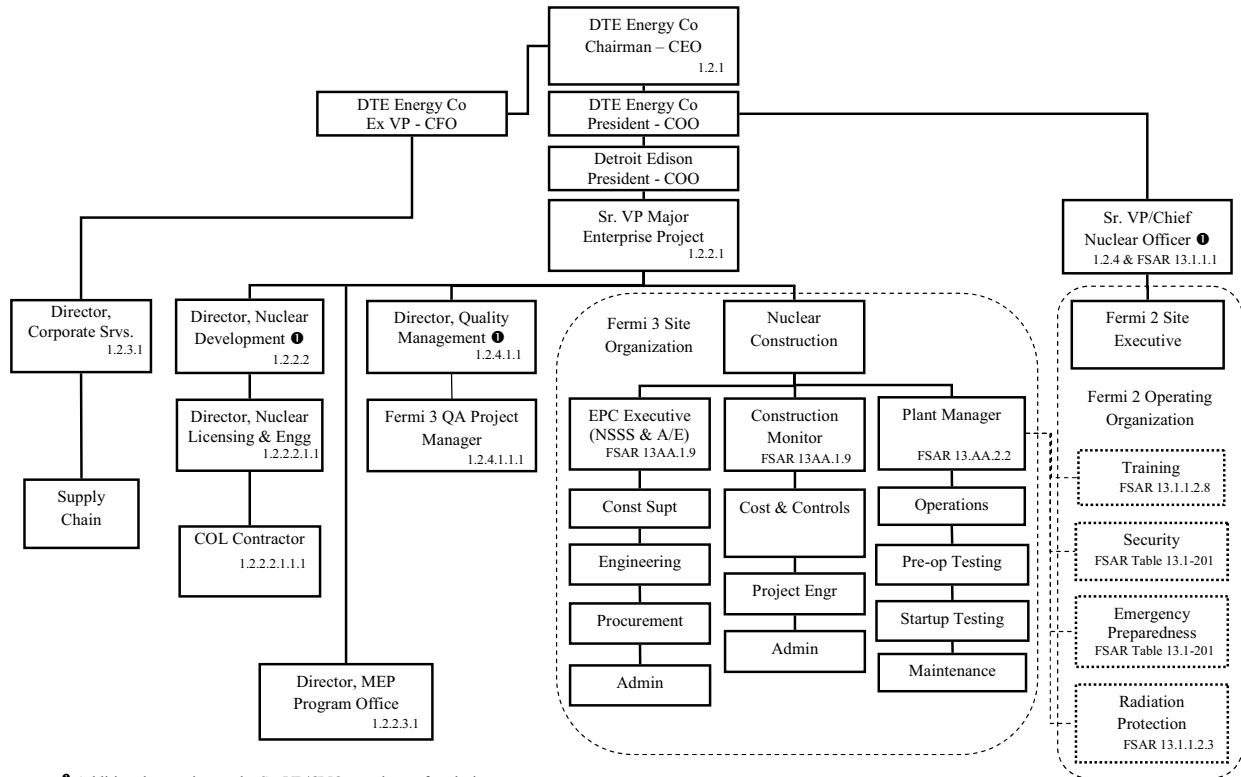 DTE Energy Co
Chairman – CEO
1.2.1
DTE Energy Co
Ex VP - CFO
DTE Energy Co
President - COO
Detroit Edison
President - COO
Sr. VP Major
Enterprise Project
1.2.2.1
Sr. VP/Chief
Nuclear Officer ❶
1.2.4 & FSAR 13.1.1.1
Director,
Corporate Srvs.
1.2.3.1
Director, Nuclear
Development ❶
1.2.2.2
Director, Quality
Management ❶
1.2.4.1.1
Fermi 3 Site
Organization
Nuclear
Construction
Fermi 2 Site
Executive
Director, Nuclear
Licensing & Engg
1.2.2.2.1.1
Fermi 3 QA Project
Manager
1.2.4.1.1.1
EPC Executive
(NSSS & A/E)
FSAR 13AA.1.9
Construction
Monitor
FSAR 13AA.1.9
Plant Manager
FSAR 13.AA.2.2
Fermi 2 Operating
Organization
Supply
Chain
COL Contractor
1.2.2.2.1.1.1
Const Supt
Engineering
Procurement
Admin
Cost & Controls
Project Engr
Admin
Operations
Pre-op Testing
Startup Testing
Maintenance
Training
FSAR 13.1.1.2.8
Security
FSAR Table 13.1-201
Emergency
Preparedness
FSAR Table 13.1-201
Radiation
Protection
FSAR 13.1.1.2.3
Director, MEP
Program Office
1.2.2.3.1